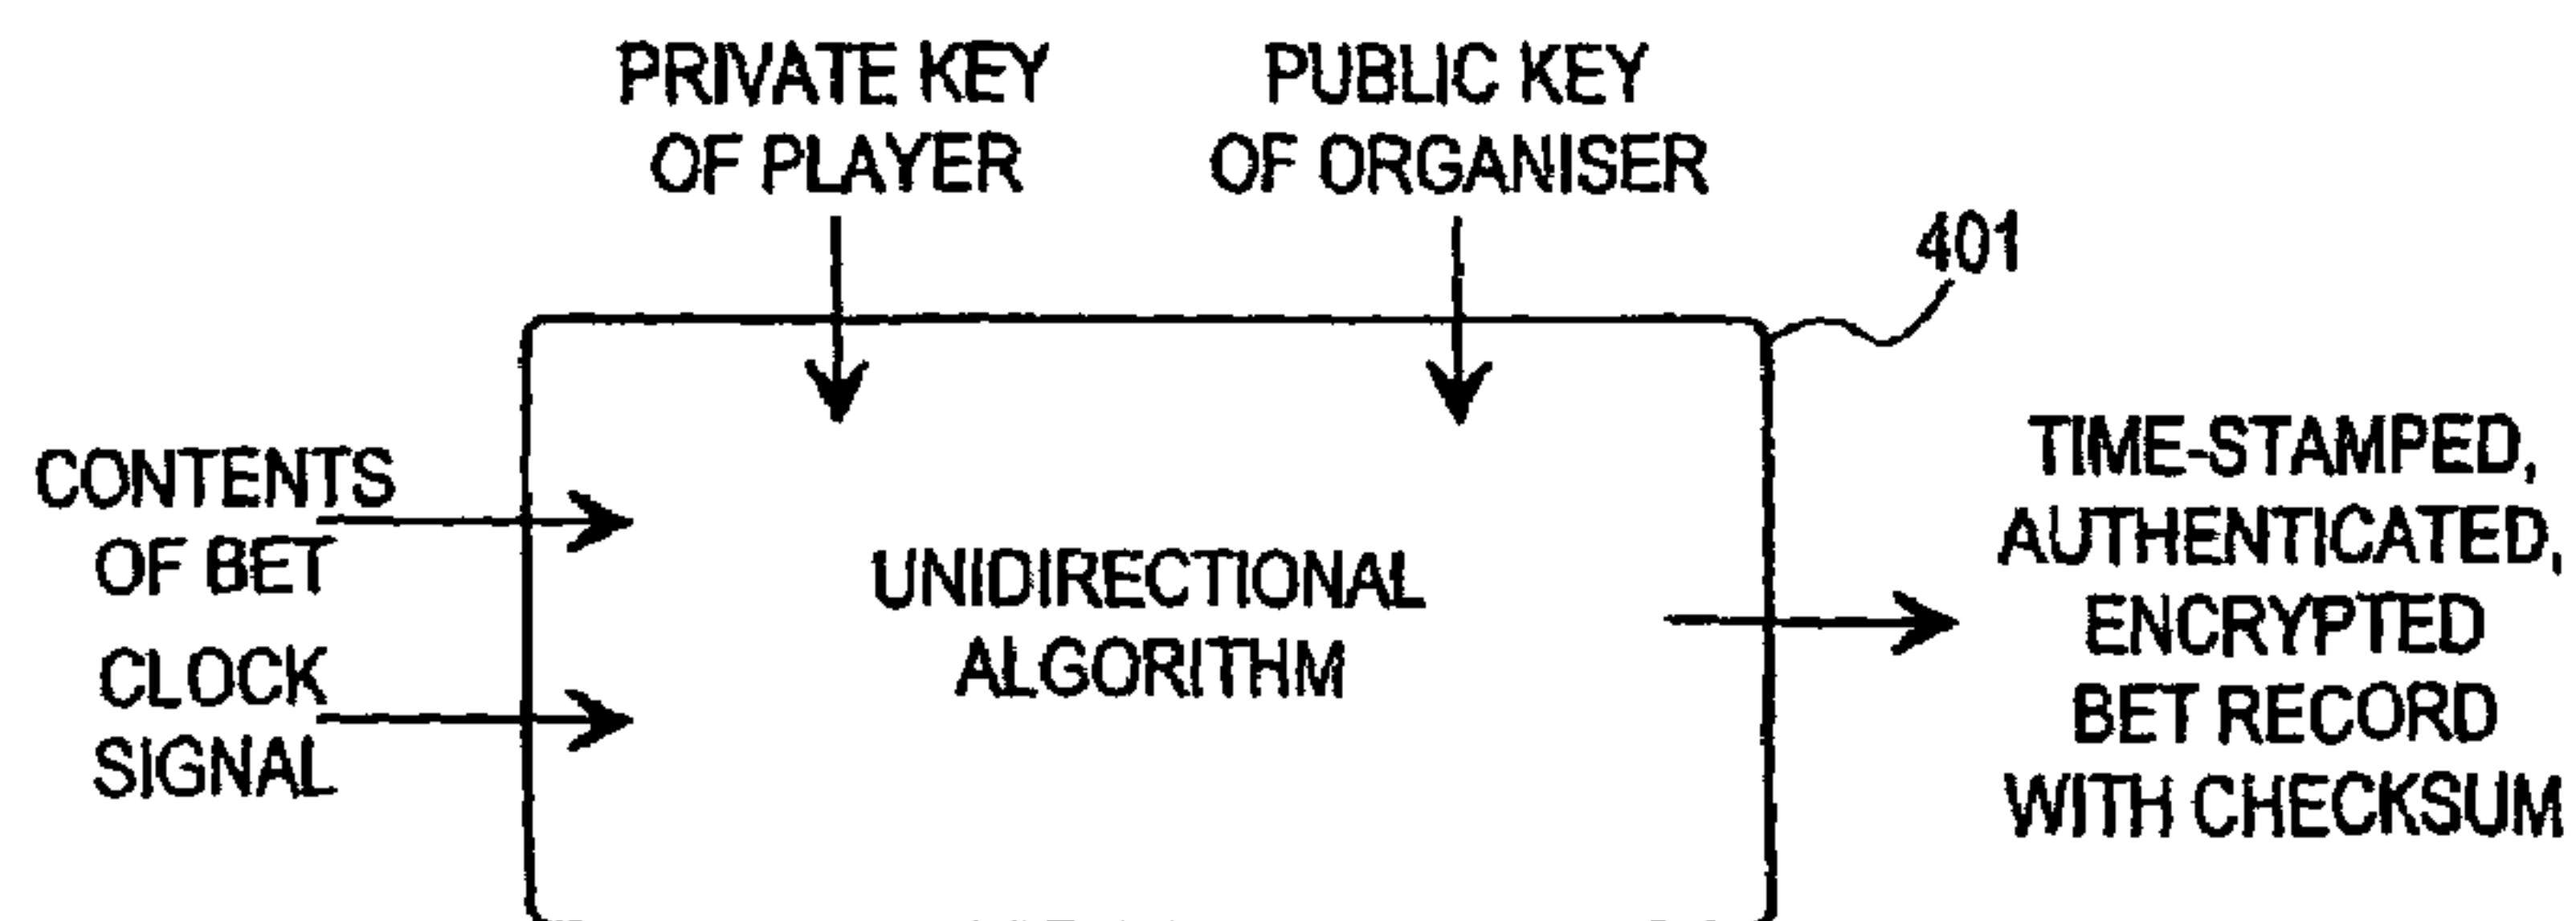 PRIVATE KEY
OF PLAYER
PUBLIC KEY
OF ORGANISER
401
CONTENTS
OF BET
CLOCK
SIGNAL
UNIDIRECTIONAL
ALGORITHM
TIME-STAMPED,
AUTHENTICATED,
ENCRYPTED
BET RECORD
WITH CHECKSUM